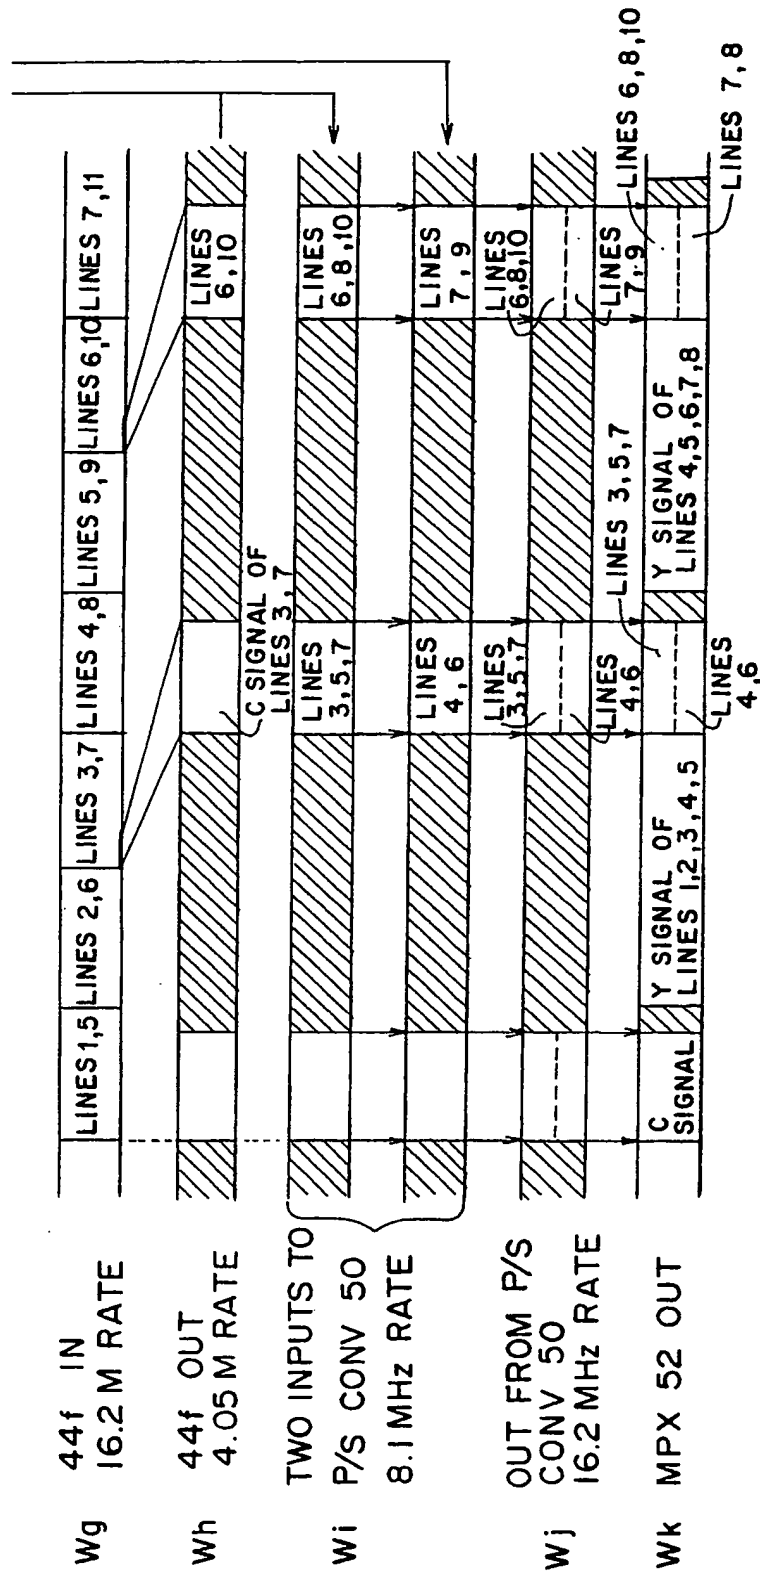 Wg 44f IN
16.2 M RATE
LINES 1,5 LINES 2,6 LINES 3,7 LINES 4,8 LINES 5,9 LINES 6,10 LINES 7,11
Wh 44f OUT
4.05 M RATE
C SIGNAL OF
LINES 3,7
LINES
6,10
Wi TWO INPUTS TO
P/S CONV 50
8.1 MHz RATE
LINES
3,5,7
LINES
6,8,10
LINES
4,6
LINES
7,9
Wj OUT FROM P/S
CONV 50
16.2 MHz RATE
LINES
3,5,7
LINES
4,6
LINES
6,8,10
LINES
7,9
Wk MPX 52 OUT
C
SIGNAL
Y SIGNAL OF
LINES 1,2,3,4,5
LINES 3,5,7
LINES
4,6
Y SIGNAL OF
LINES 4,5,6,7,8
LINES 6,8,10
LINES 7,8